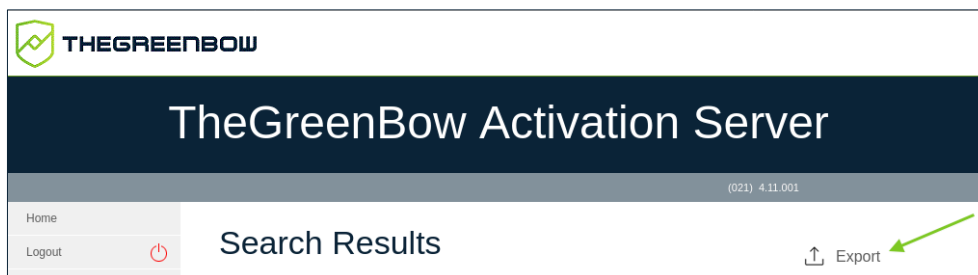 THEGREENBOW
TheGreenBow Activation Server
(021) 4.11.001
Home
Logout
Search Results
Export